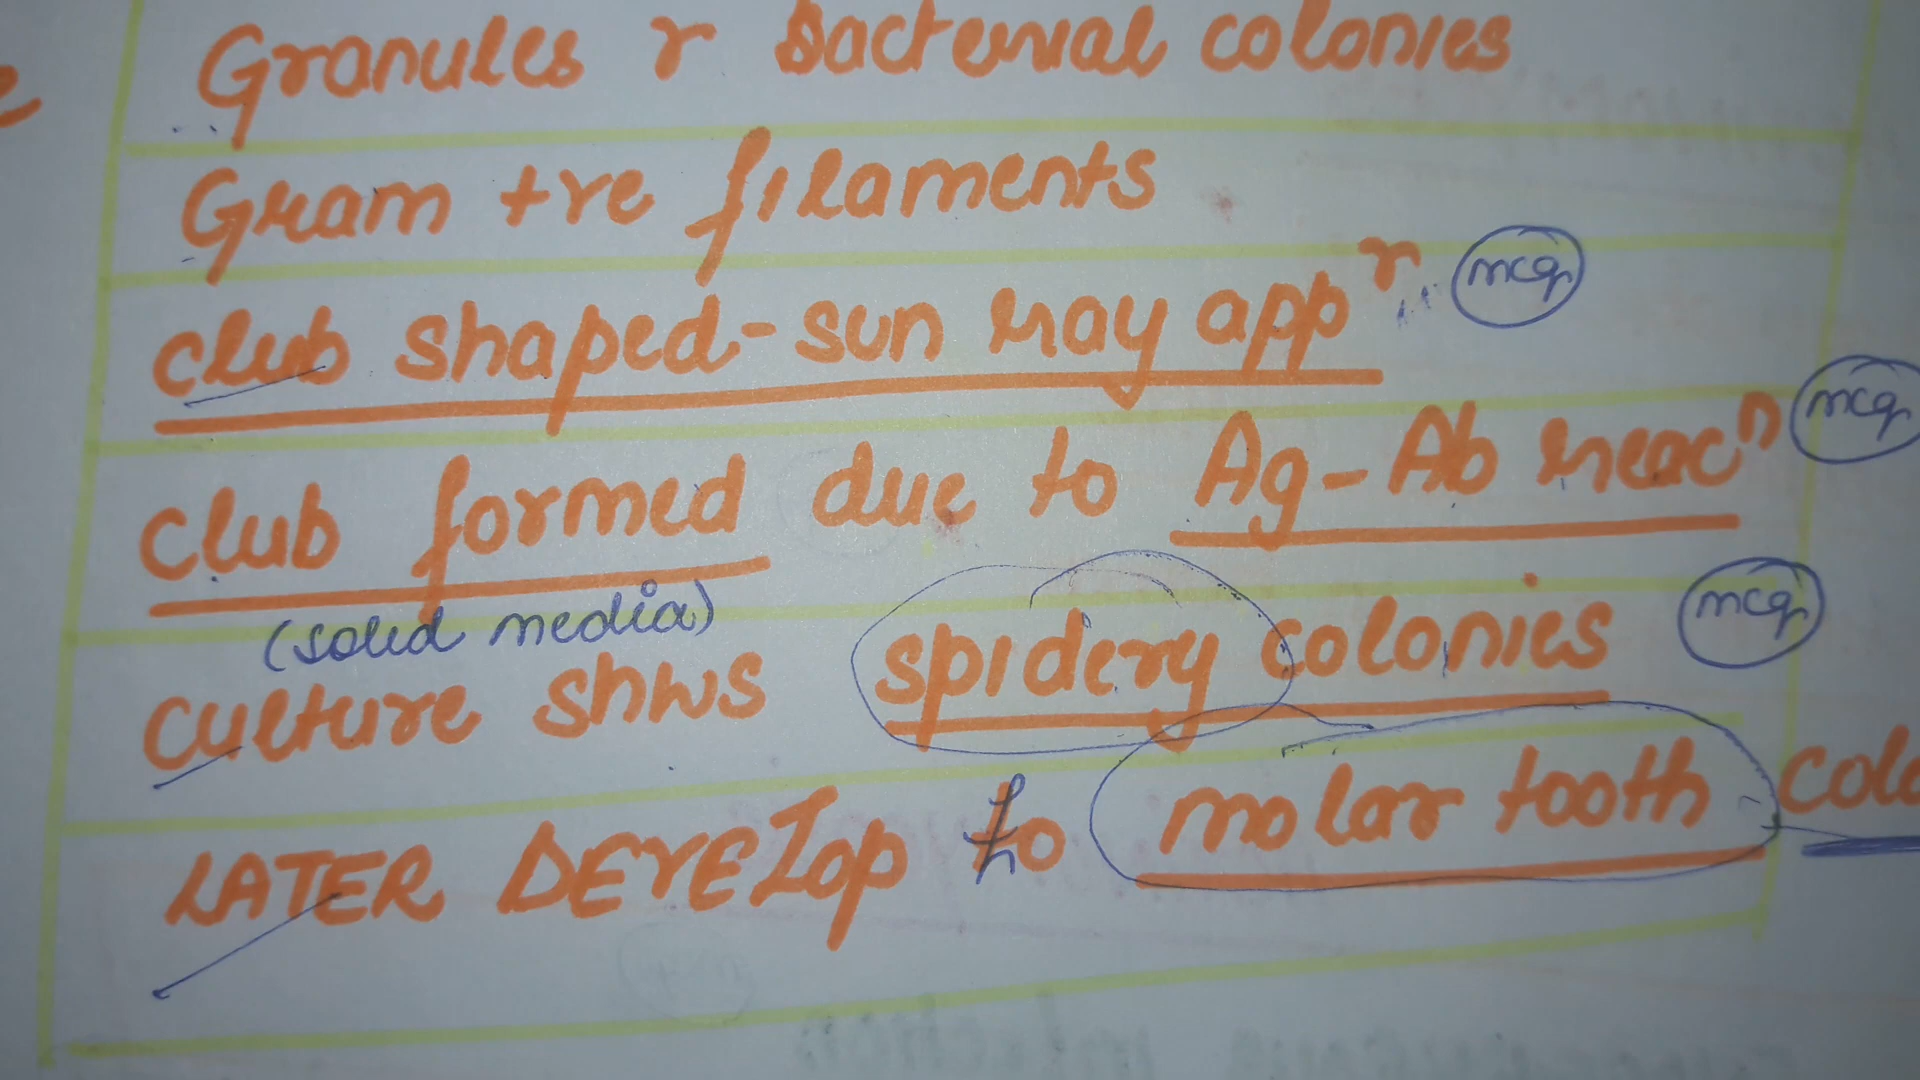 Granules r bacterial colonies
Gram +ve filaments
club shaped-sun ray appr mcq
club formed due to Ag-Ab reacn mcq
(solid media)
culture shws spidery colonies mcq
LATER DEVELop to molar tooth colo